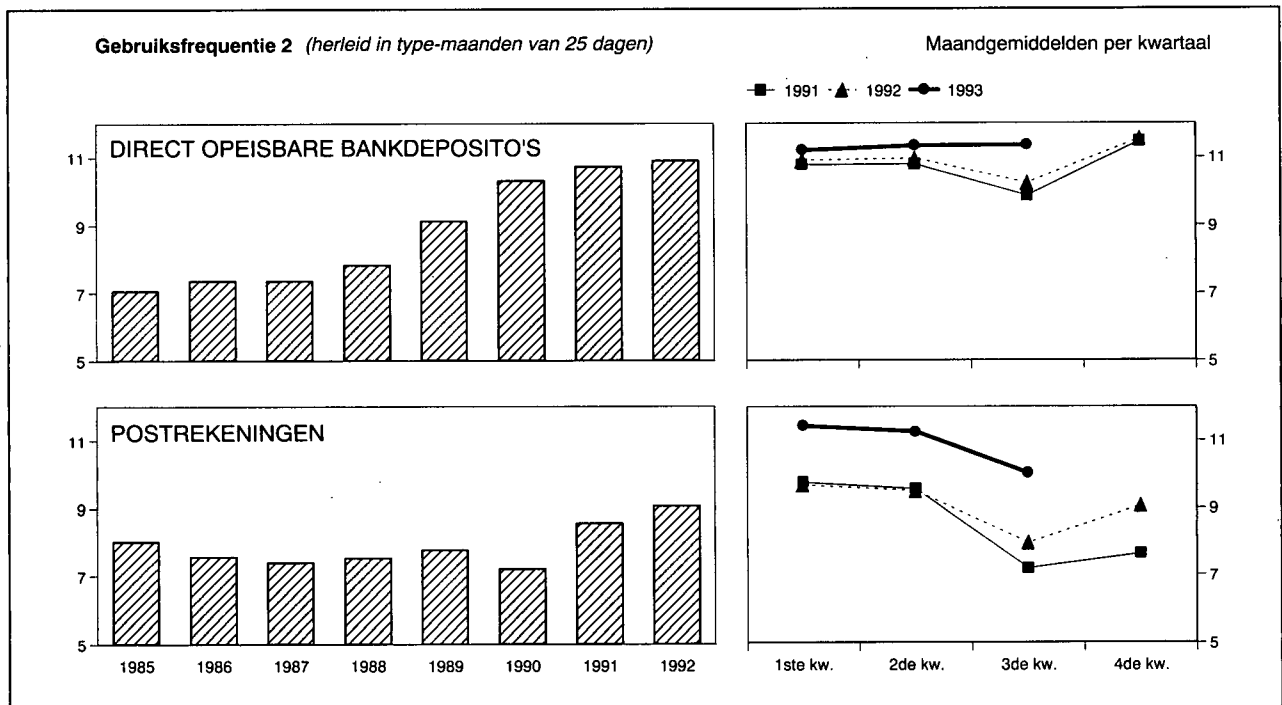 Gebruiksfrequentie 2 (herleid in type-maanden van 25 dagen)
Maandgemiddelden per kwartaal
1991 1992 1993
DIRECT OPEISBARE BANKDEPOSITO'S
11
9
7
5
11
9
7
5
POSTREKENINGEN
11
9
7
5
1985 1986 1987 1988 1989 1990 1991 1992
11
9
7
5
1ste kw. 2de kw. 3de kw. 4de kw.